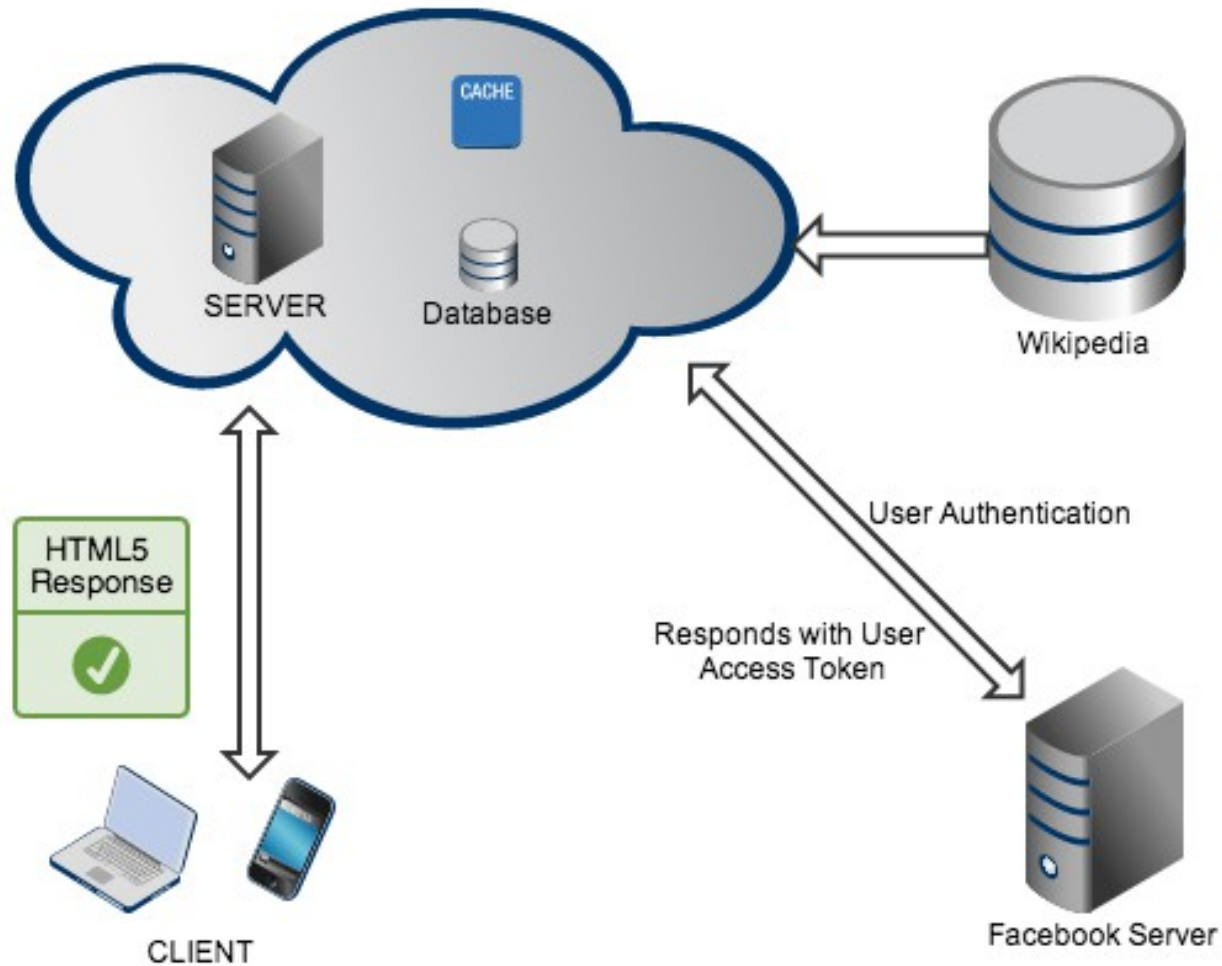 CACHE
SERVER
Database
Wikipedia
User Authentication
HTML5
Response
Responds with User
Access Token
Facebook Server
CLIENT